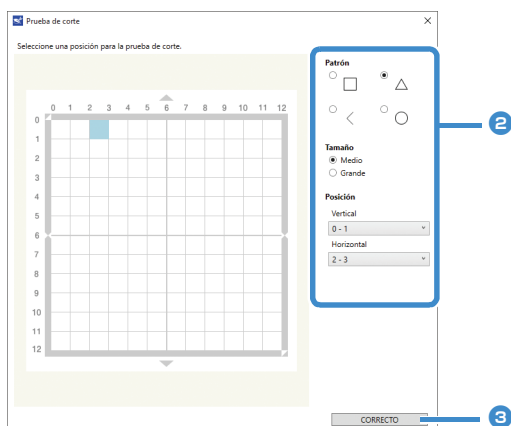 Prueba de corte
Seleccione una posición para la prueba de corte.
0 1 2 3 4 5 6 7 8 9 10 11 12
0
1
2
3
4
5
6
7
8
9
10
11
12
Patrón
Tamaño
Medio
Grande
Posición
Vertical
0 - 1
Horizontal
2 - 3
2
CORRECTO
3